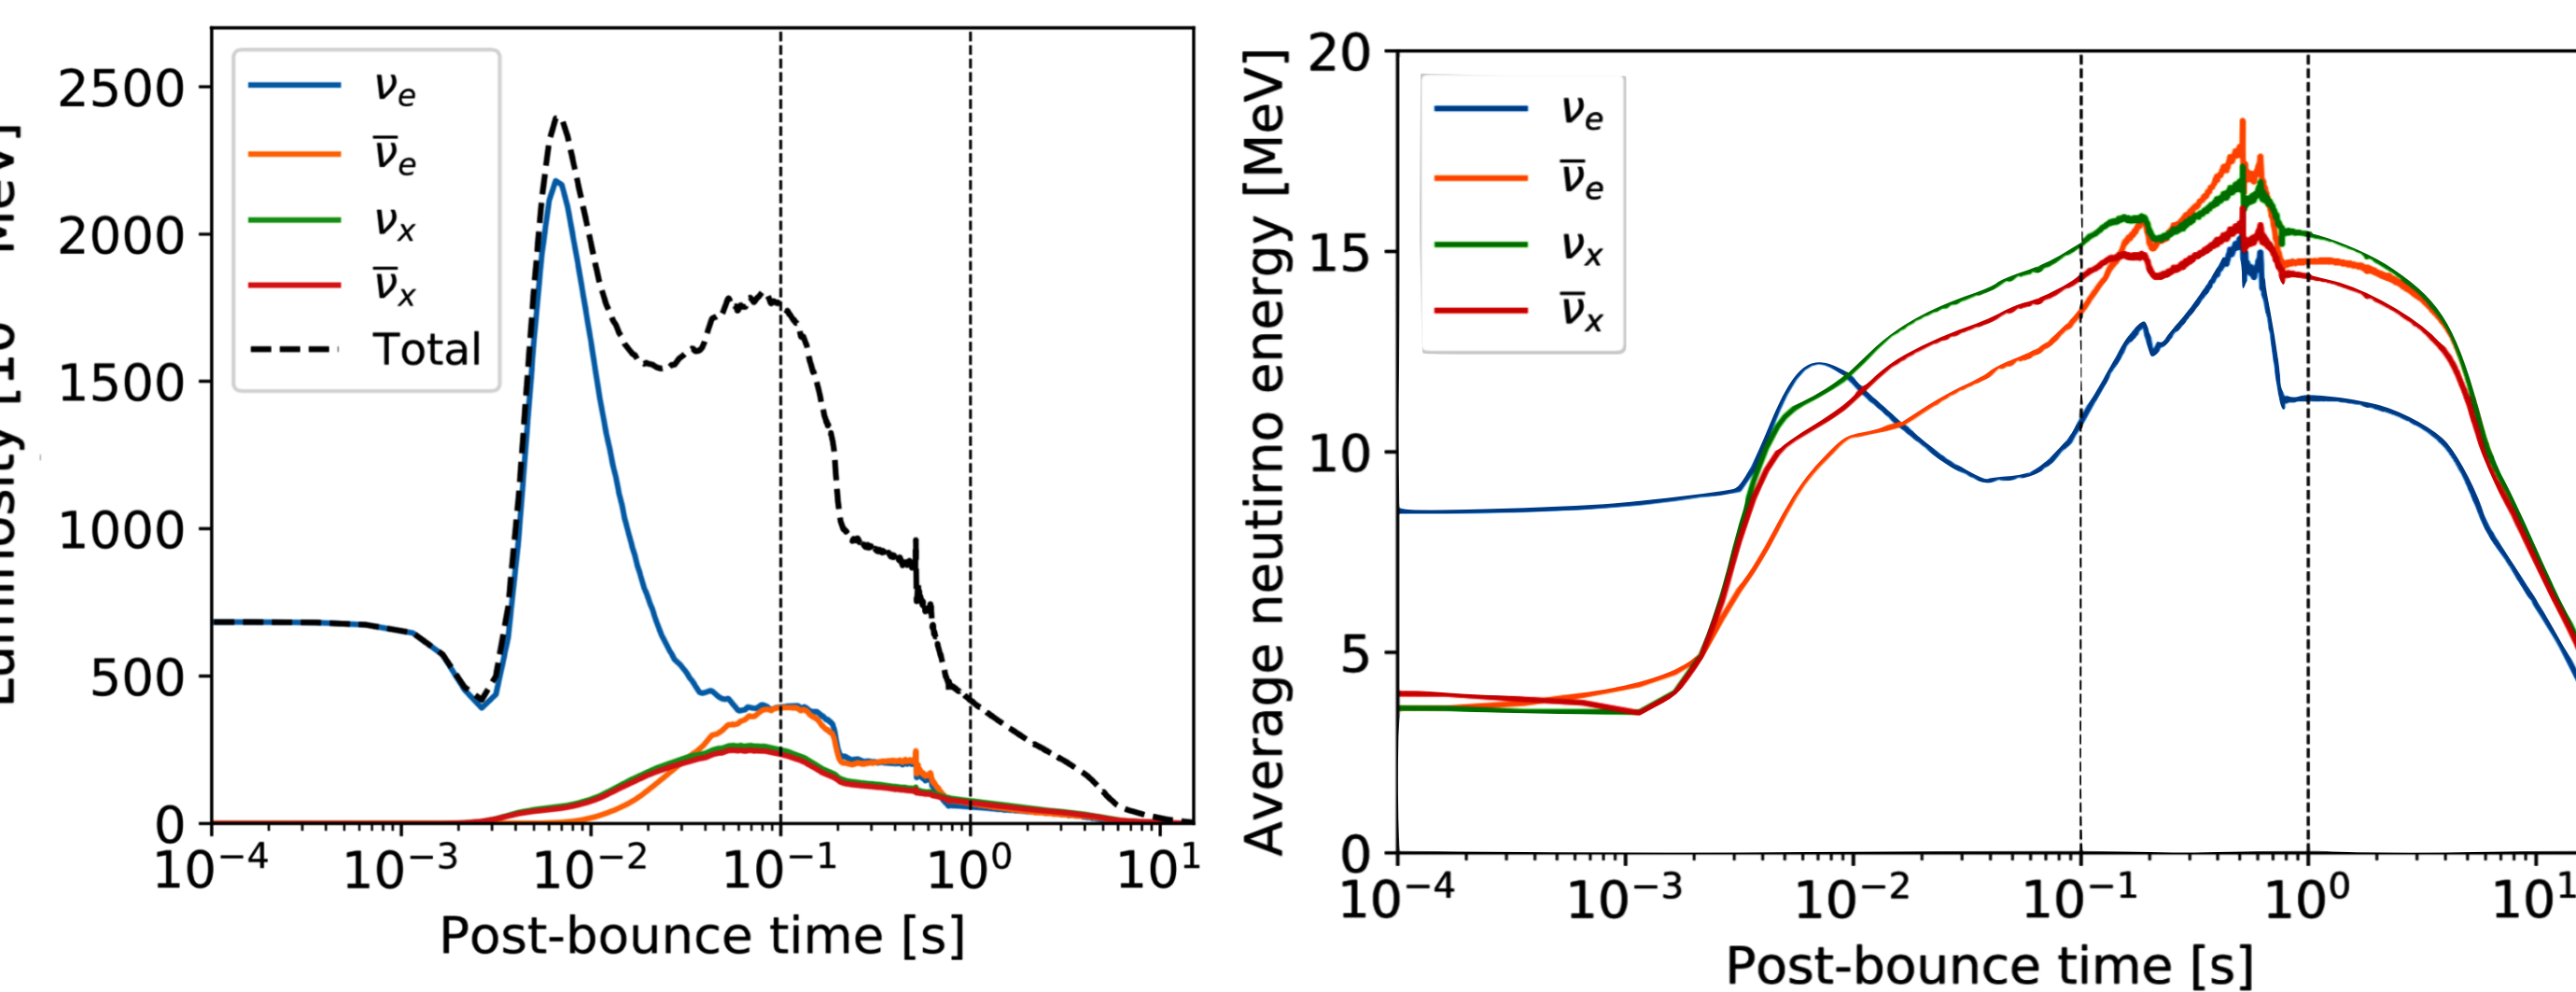 2500
2000
1500
1000
500
0
10⁻⁴ 10⁻³ 10⁻² 10⁻¹ 10⁰ 10¹
Post-bounce time [s]
νₑ
ν̅ₑ
νₓ
ν̅ₓ
Total
Average neutirno energy [MeV]
20
15
10
5
0
10⁻⁴ 10⁻³ 10⁻² 10⁻¹ 10⁰ 10¹
Post-bounce time [s]
νₑ
ν̅ₑ
νₓ
ν̅ₓ